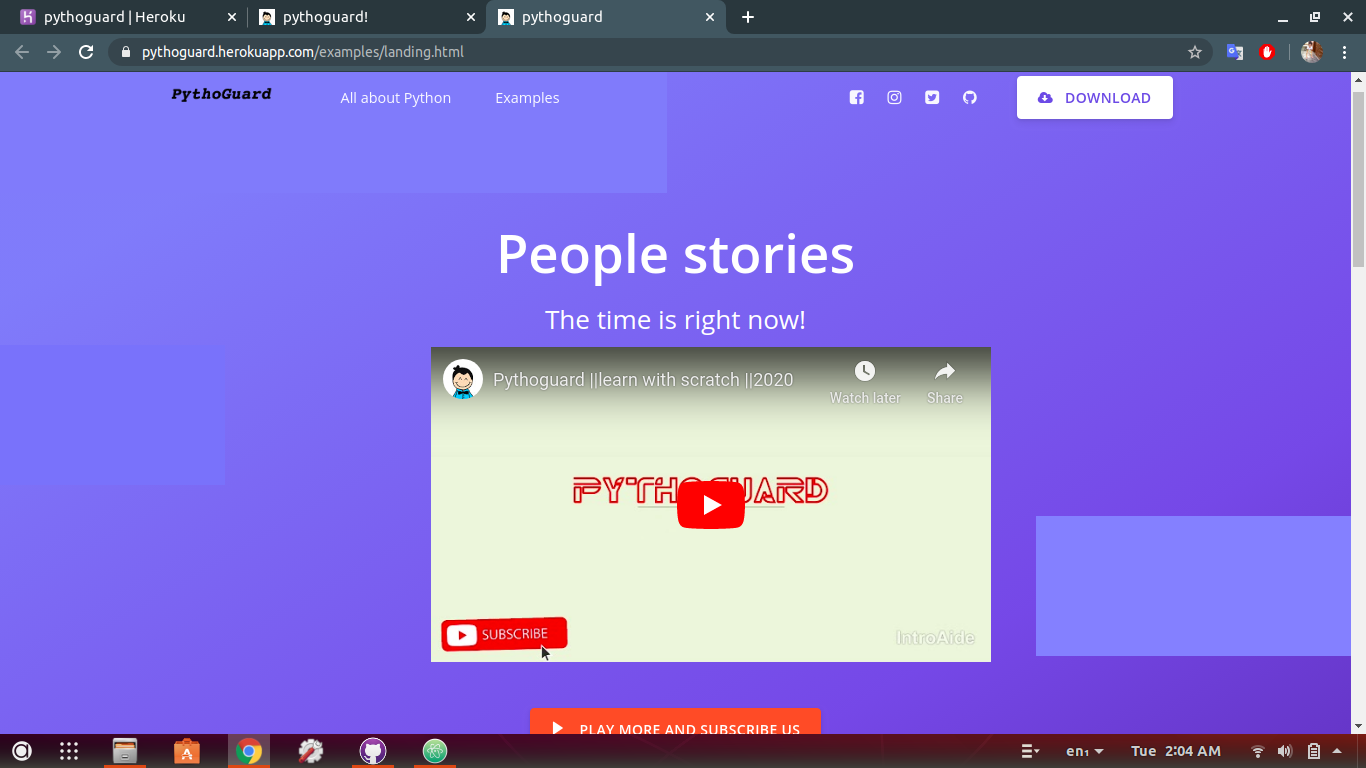 pythoguard | Heroku
pythoguard!
pythoguard
pythoguard.herokuapp.com/examples/landing.html
PythoGuard
All about Python
Examples
DOWNLOAD
People stories
The time is right now!
Pythoguard ||learn with scratch ||2020
Watch later
Share
PYTHOGUARD
SUBSCRIBE
IntroAide
PLAY MORE AND SUBSCRIBE US
en₁
Tue 2:04 AM